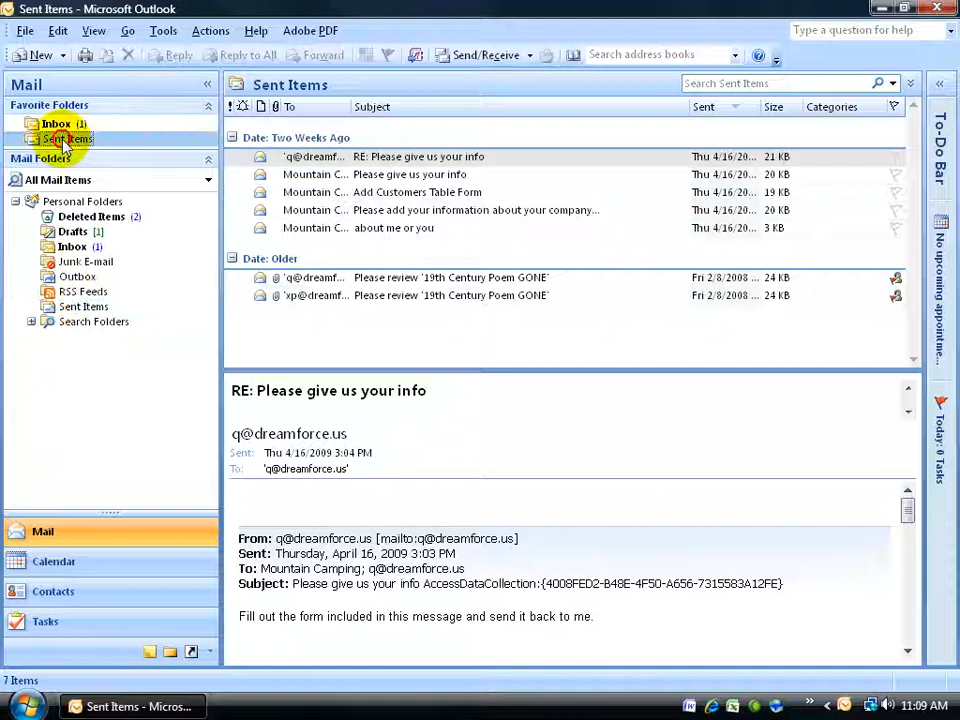 Sent Items - Microsoft Outlook
File Edit View Go Tools Actions Help Adobe PDF
Type a question for help
New Reply Reply to All Forward Send/Receive Search address books
Mail
Favorite Folders
Inbox (1)
Sent Items
Mail Folders
All Mail Items
Personal Folders
Deleted Items (2)
Drafts [1]
Inbox (1)
Junk E-mail
Outbox
RSS Feeds
Sent Items
Search Folders
Mail
Calendar
Contacts
Tasks
Sent Items
Search Sent Items
To Subject Sent Size Categories
Date: Two Weeks Ago
'q@dreamf... RE: Please give us your info Thu 4/16/20... 21 KB
Mountain C... Please give us your info Thu 4/16/20... 20 KB
Mountain C... Add Customers Table Form Thu 4/16/20... 19 KB
Mountain C... Please add your information about your company... Thu 4/16/20... 20 KB
Mountain C... about me or you Thu 4/16/20... 20 KB
Date: Older
'q@dreamf... Please review '19th Century Poem GONE' Fri 2/8/2008 ... 24 KB
'xp@dreamf... Please review '19th Century Poem GONE' Fri 2/8/2008 ... 24 KB
RE: Please give us your info
q@dreamforce.us
Sent: Thu 4/16/2009 3:04 PM
To: 'q@dreamforce.us'
From: q@dreamforce.us [mailto:q@dreamforce.us]
Sent: Thursday, April 16, 2009 3:03 PM
To: Mountain Camping; q@dreamforce.us
Subject: Please give us your info AccessDataCollection:{4008FED2-B48E-4F50-A656-7315583A12FE}
Fill out the form included in this message and send it back to me.
To-Do Bar
No upcoming appointme...
Today: 0 Tasks
7 Items
Sent Items - Micros...
11:09 AM